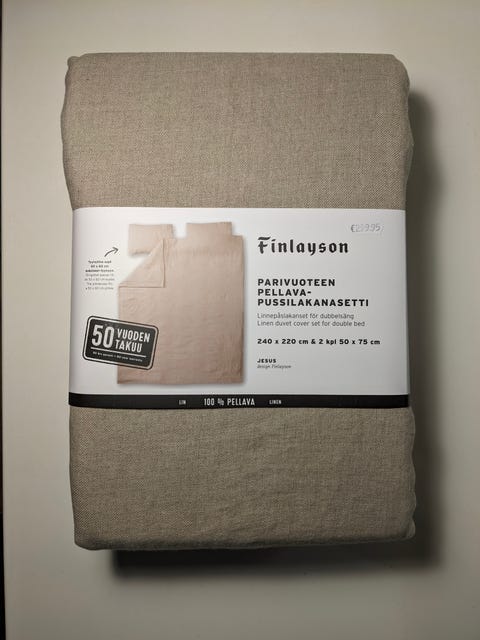 €219.95
Finlayson
PARIVUOTEEN
PELLAVA-
PUSSILAKANASETTI
Linnepåslakanset för dubbelsäng
Linen duvet cover set for double bed
240 x 220 cm & 2 kpl 50 x 75 cm
JESUS
design Finlayson
50 VUODEN
TAKUU
LIN 100 % PELLAVA LINEN